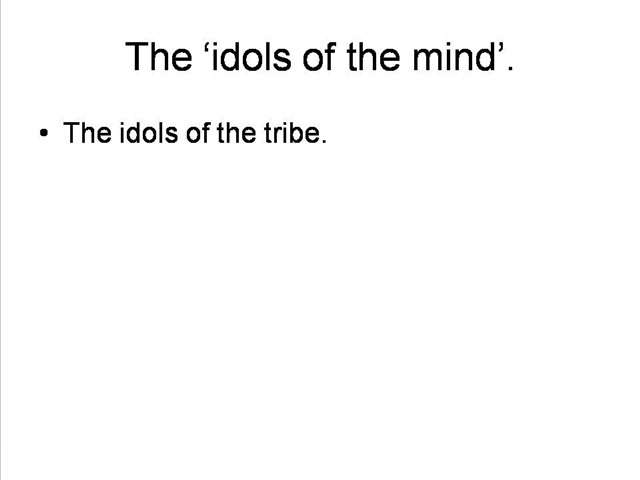 The ‘idols of the mind’.
• The idols of the tribe.